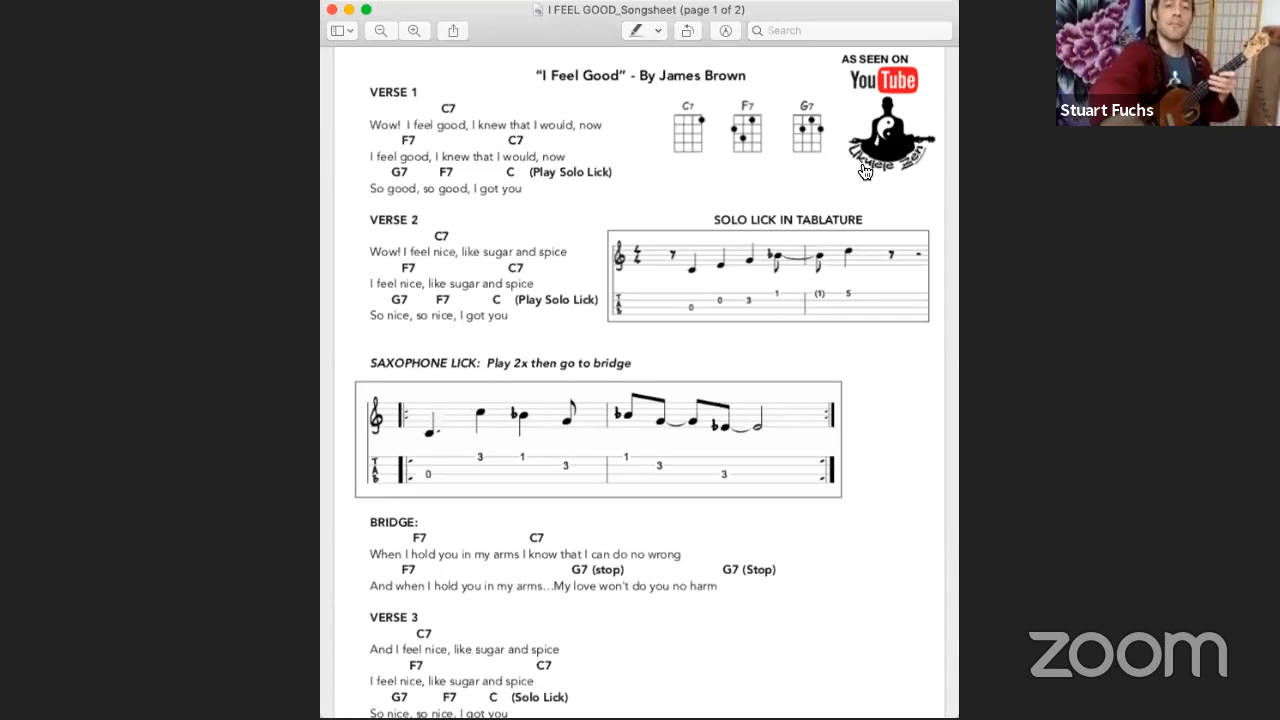 I FEEL GOOD_Songsheet (page 1 of 2)
Search
Stuart Fuchs
AS SEEN ON
YouTube
Ukulele Zen
"I Feel Good" - By James Brown
C7 F7 G7
VERSE 1
C7
Wow! I feel good, I knew that I would, now
F7 C7
I feel good, I knew that I would, now
G7 F7 C (Play Solo Lick)
So good, so good, I got you
VERSE 2
C7
Wow! I feel nice, like sugar and spice
F7 C7
I feel nice, like sugar and spice
G7 F7 C (Play Solo Lick)
So nice, so nice, I got you
SOLO LICK IN TABLATURE
4/4
TAB
0 0 3 1 (1) 5
SAXOPHONE LICK: Play 2x then go to bridge
TAB
0 3 1 3 1 3 3
BRIDGE:
F7 C7
When I hold you in my arms I know that I can do no wrong
F7 G7 (stop) G7 (Stop)
And when I hold you in my arms...My love won't do you no harm
VERSE 3
C7
And I feel nice, like sugar and spice
F7 C7
I feel nice, like sugar and spice
G7 F7 C (Solo Lick)
So nice, so nice, I got you
zoom